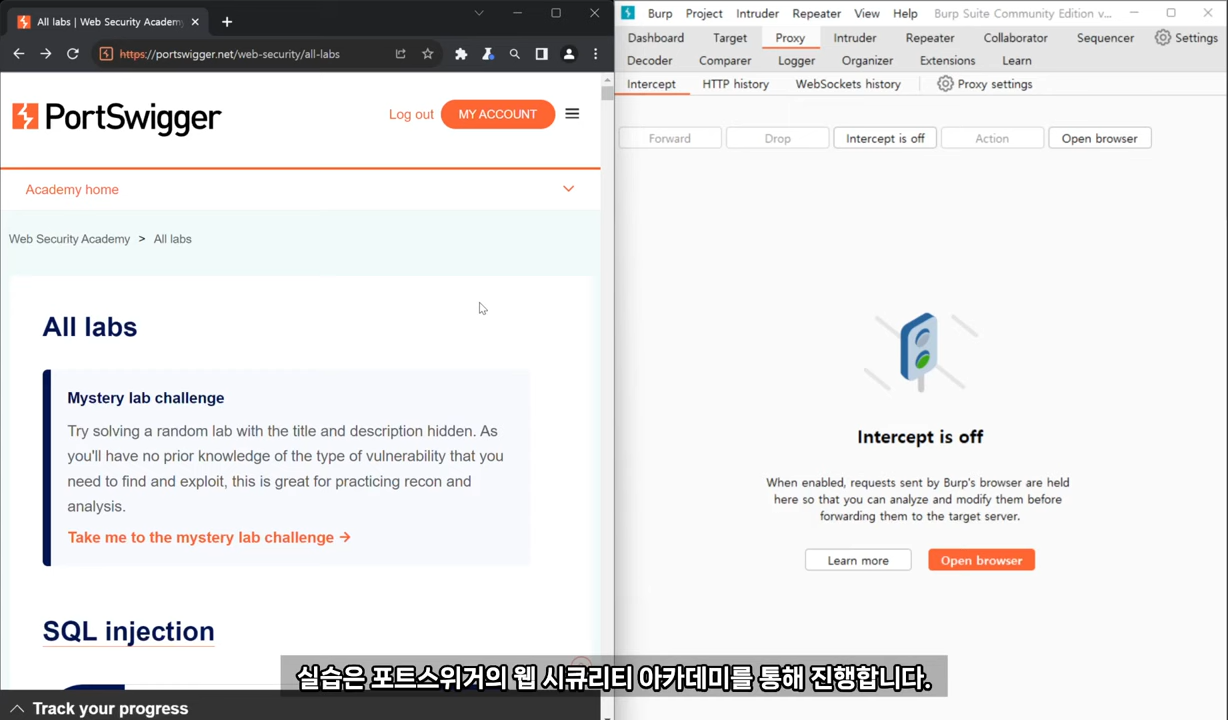 All labs | Web Security Academy
https://portswigger.net/web-security/all-labs
PortSwigger
Log out
MY ACCOUNT
Academy home
Web Security Academy > All labs
All labs
Mystery lab challenge
Try solving a random lab with the title and description hidden. As
you'll have no prior knowledge of the type of vulnerability that you
need to find and exploit, this is great for practicing recon and
analysis.
Take me to the mystery lab challenge →
SQL injection
Track your progress
Burp Project Intruder Repeater View Help Burp Suite Community Edition v...
Dashboard Target Proxy Intruder Repeater Collaborator Sequencer Settings
Decoder Comparer Logger Organizer Extensions Learn
Intercept HTTP history WebSockets history Proxy settings
Forward Drop Intercept is off Action Open browser
Intercept is off
When enabled, requests sent by Burp's browser are held
here so that you can analyze and modify them before
forwarding them to the target server.
Learn more Open browser
실습은 포트스위거의 웹 시큐리티 아카데미를 통해 진행합니다.